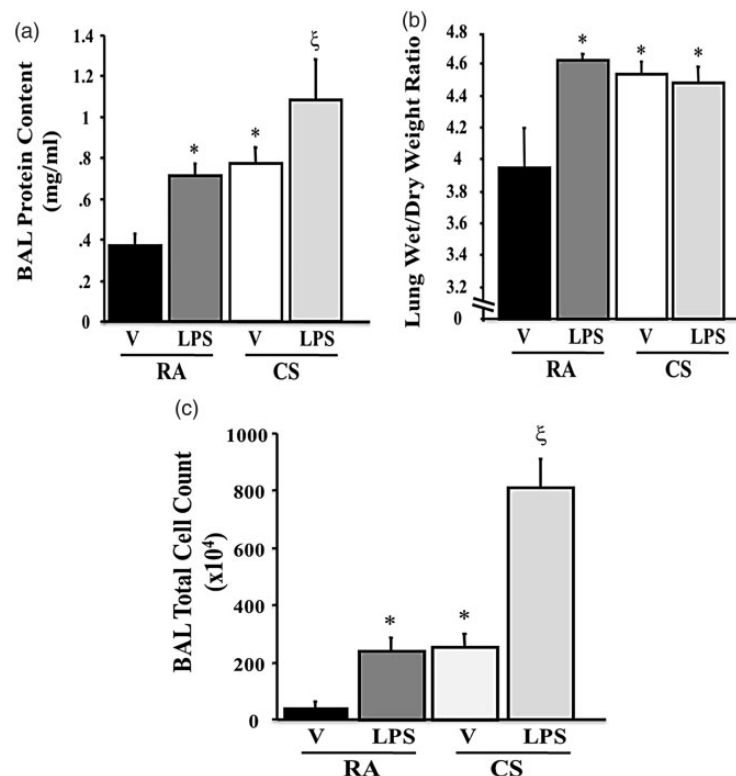 (a)
BAL Protein Content
(mg/ml)
1.4
1.2
1
.8
.6
.4
.2
0
*
*
ξ
V LPS V LPS
RA CS
(b)
Lung Wet/Dry Weight Ratio
4.8
4.6
4.4
4.2
4
3.8
3.6
3.4
3.2
0
*
*
*
V LPS V LPS
RA CS
(c)
BAL Total Cell Count
(x10⁴)
1000
800
600
400
200
0
*
*
ξ
V LPS V LPS
RA CS